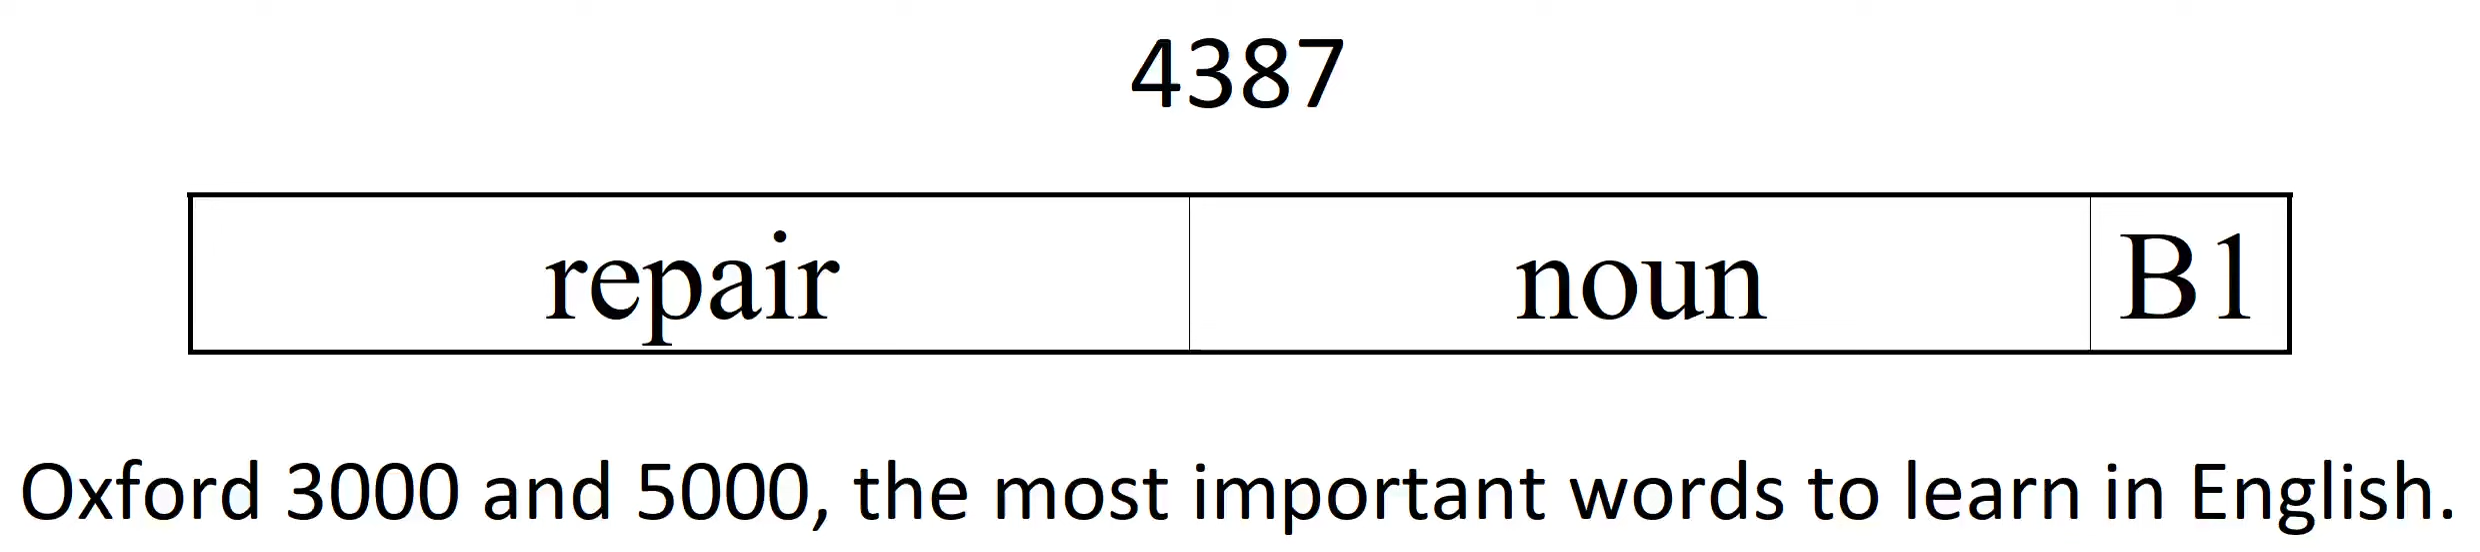 4387
repair noun B1
Oxford 3000 and 5000, the most important words to learn in English.